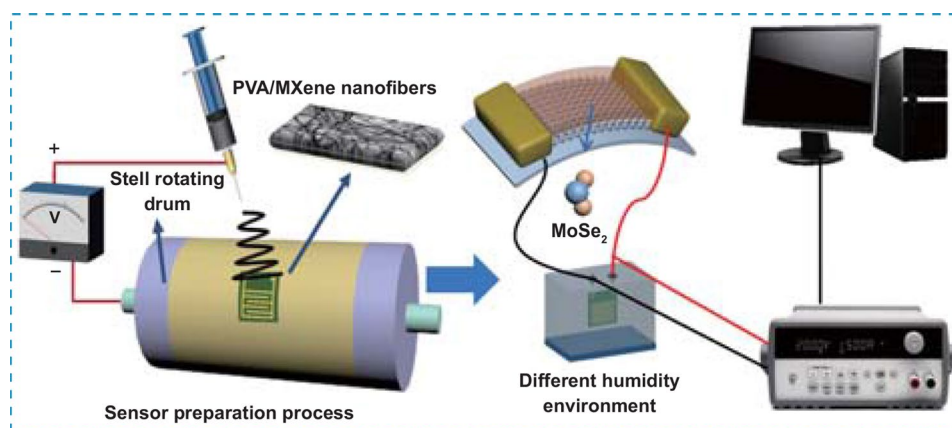 PVA/MXene nanofibers
+
Stell rotating
drum
V
−
MoSe₂
Different humidity
environment
Sensor preparation process